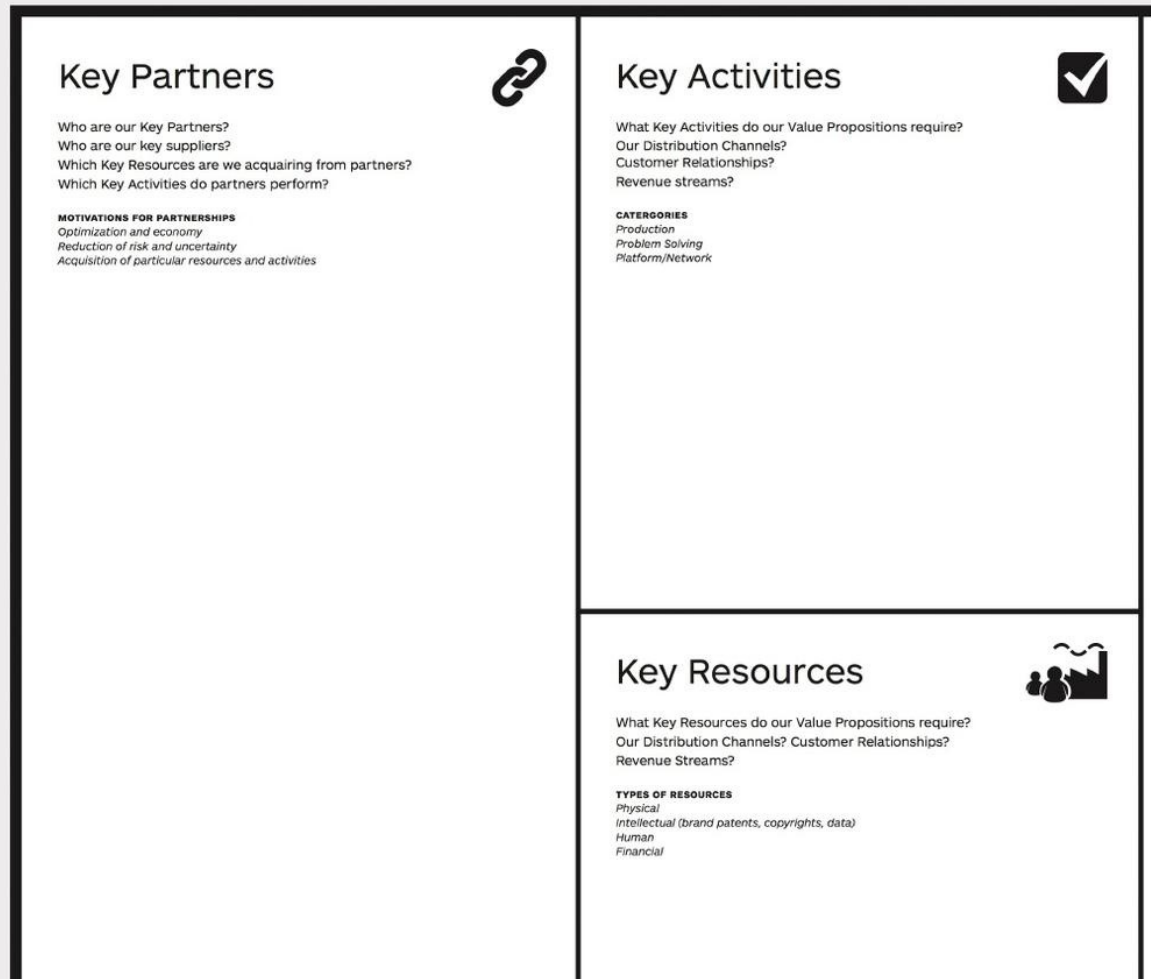 Key Partners
Who are our Key Partners?
Who are our key suppliers?
Which Key Resources are we acquairing from partners?
Which Key Activities do partners perform?
MOTIVATIONS FOR PARTNERSHIPS
Optimization and economy
Reduction of risk and uncertainty
Acquisition of particular resources and activities
Key Activities
What Key Activities do our Value Propositions require?
Our Distribution Channels?
Customer Relationships?
Revenue streams?
CATERGORIES
Production
Problem Solving
Platform/Network
Key Resources
What Key Resources do our Value Propositions require?
Our Distribution Channels? Customer Relationships?
Revenue Streams?
TYPES OF RESOURCES
Physical
Intellectual (brand patents, copyrights, data)
Human
Financial